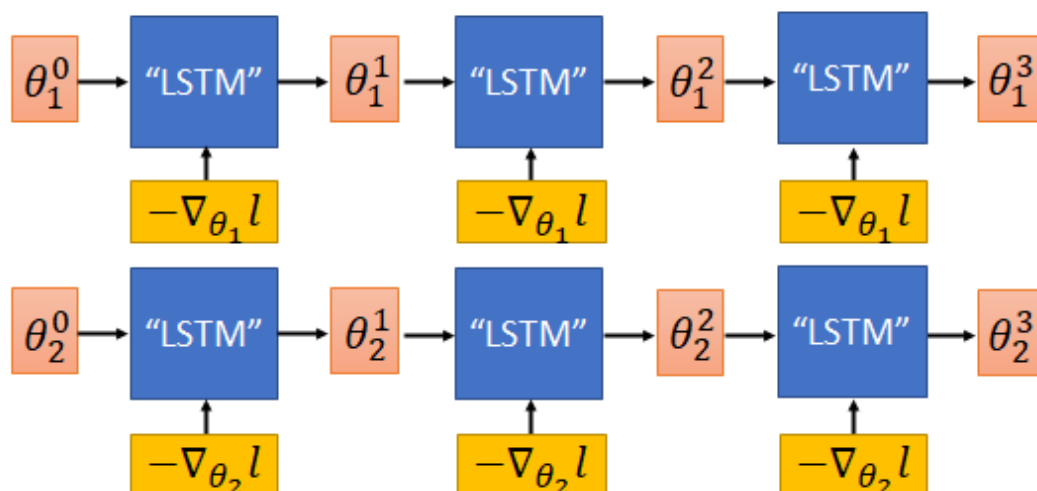 θ₁⁰ “LSTM” θ₁¹ “LSTM” θ₁² “LSTM” θ₁³
−∇θ₁ l −∇θ₁ l −∇θ₁ l
θ₂⁰ “LSTM” θ₂¹ “LSTM” θ₂² “LSTM” θ₂³
−∇θ₂ l −∇θ₂ l −∇θ₂ l